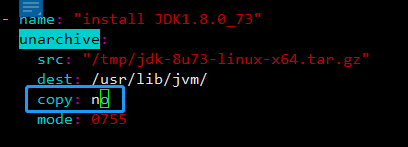 - name: "install JDK1.8.0_73"
unarchive:
src: "/tmp/jdk-8u73-linux-x64.tar.gz"
dest: /usr/lib/jvm/
copy: no
mode: 0755